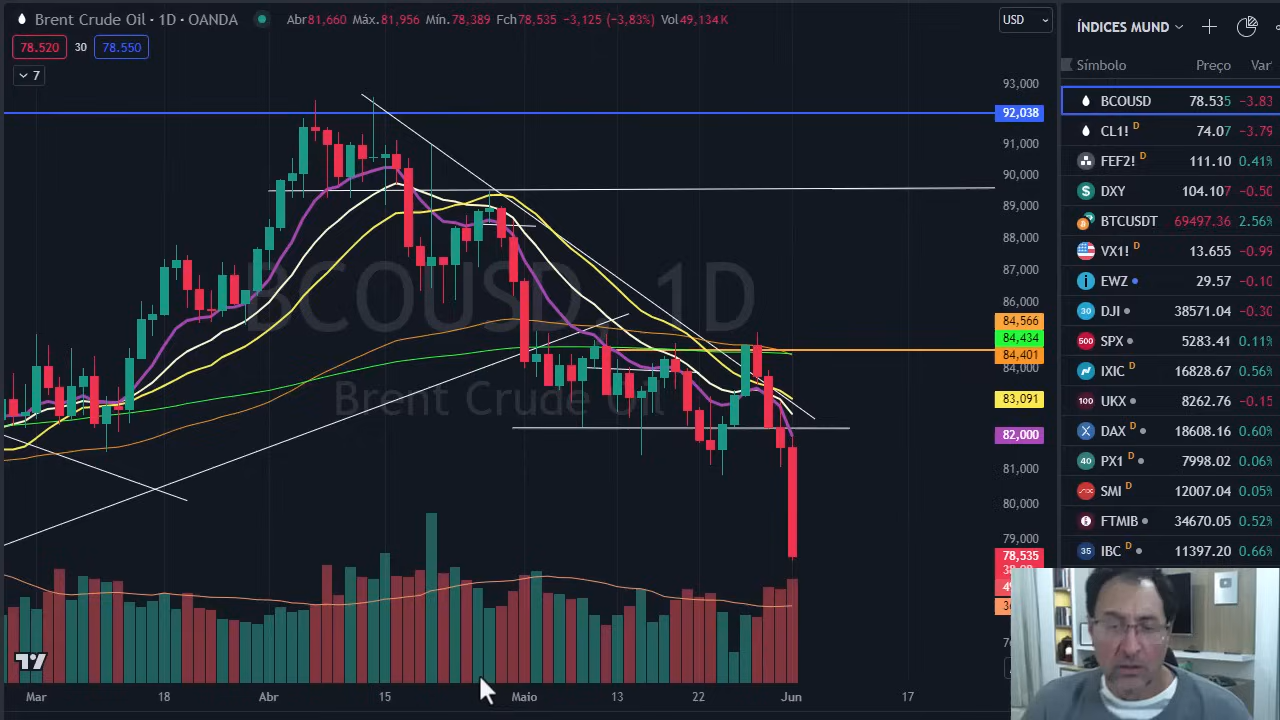 Brent Crude Oil · 1D · OANDA
Abr81,660 Máx.81,956 Mín.78,389 Fch78,535 −3,125 (−3,83%) Vol49,134 K
USD
78.520 30 78.550
7
BCOUSD, 1D
Brent Crude Oil
93,000
92,038
91,000
90,000
89,000
88,000
87,000
86,000
84,566
84,434
84,401
84,000
83,091
82,000
81,000
80,000
79,000
78,535
Mar 18 Abr 15 Maio 13 22 Jun 17
ÍNDICES MUND
Símbolo Preço Var
BCOUSD 78.535 −3.83
CL1! D 74.07 −3.79
FEF2! D 111.10 0.41%
DXY 104.107 −0.50
BTCUSDT 69497.36 2.56%
VX1! D 13.655 −0.99
EWZ 29.57 −0.10
DJI 38571.04 −0.30
SPX 5283.41 0.11%
IXIC 16828.67 0.56%
UKX 8262.76 −0.15
DAX D 18608.16 0.60%
PX1 D 7998.02 0.06%
SMI D 12007.04 0.05%
FTMIB 34670.05 0.52%
IBC D 11397.20 0.66%